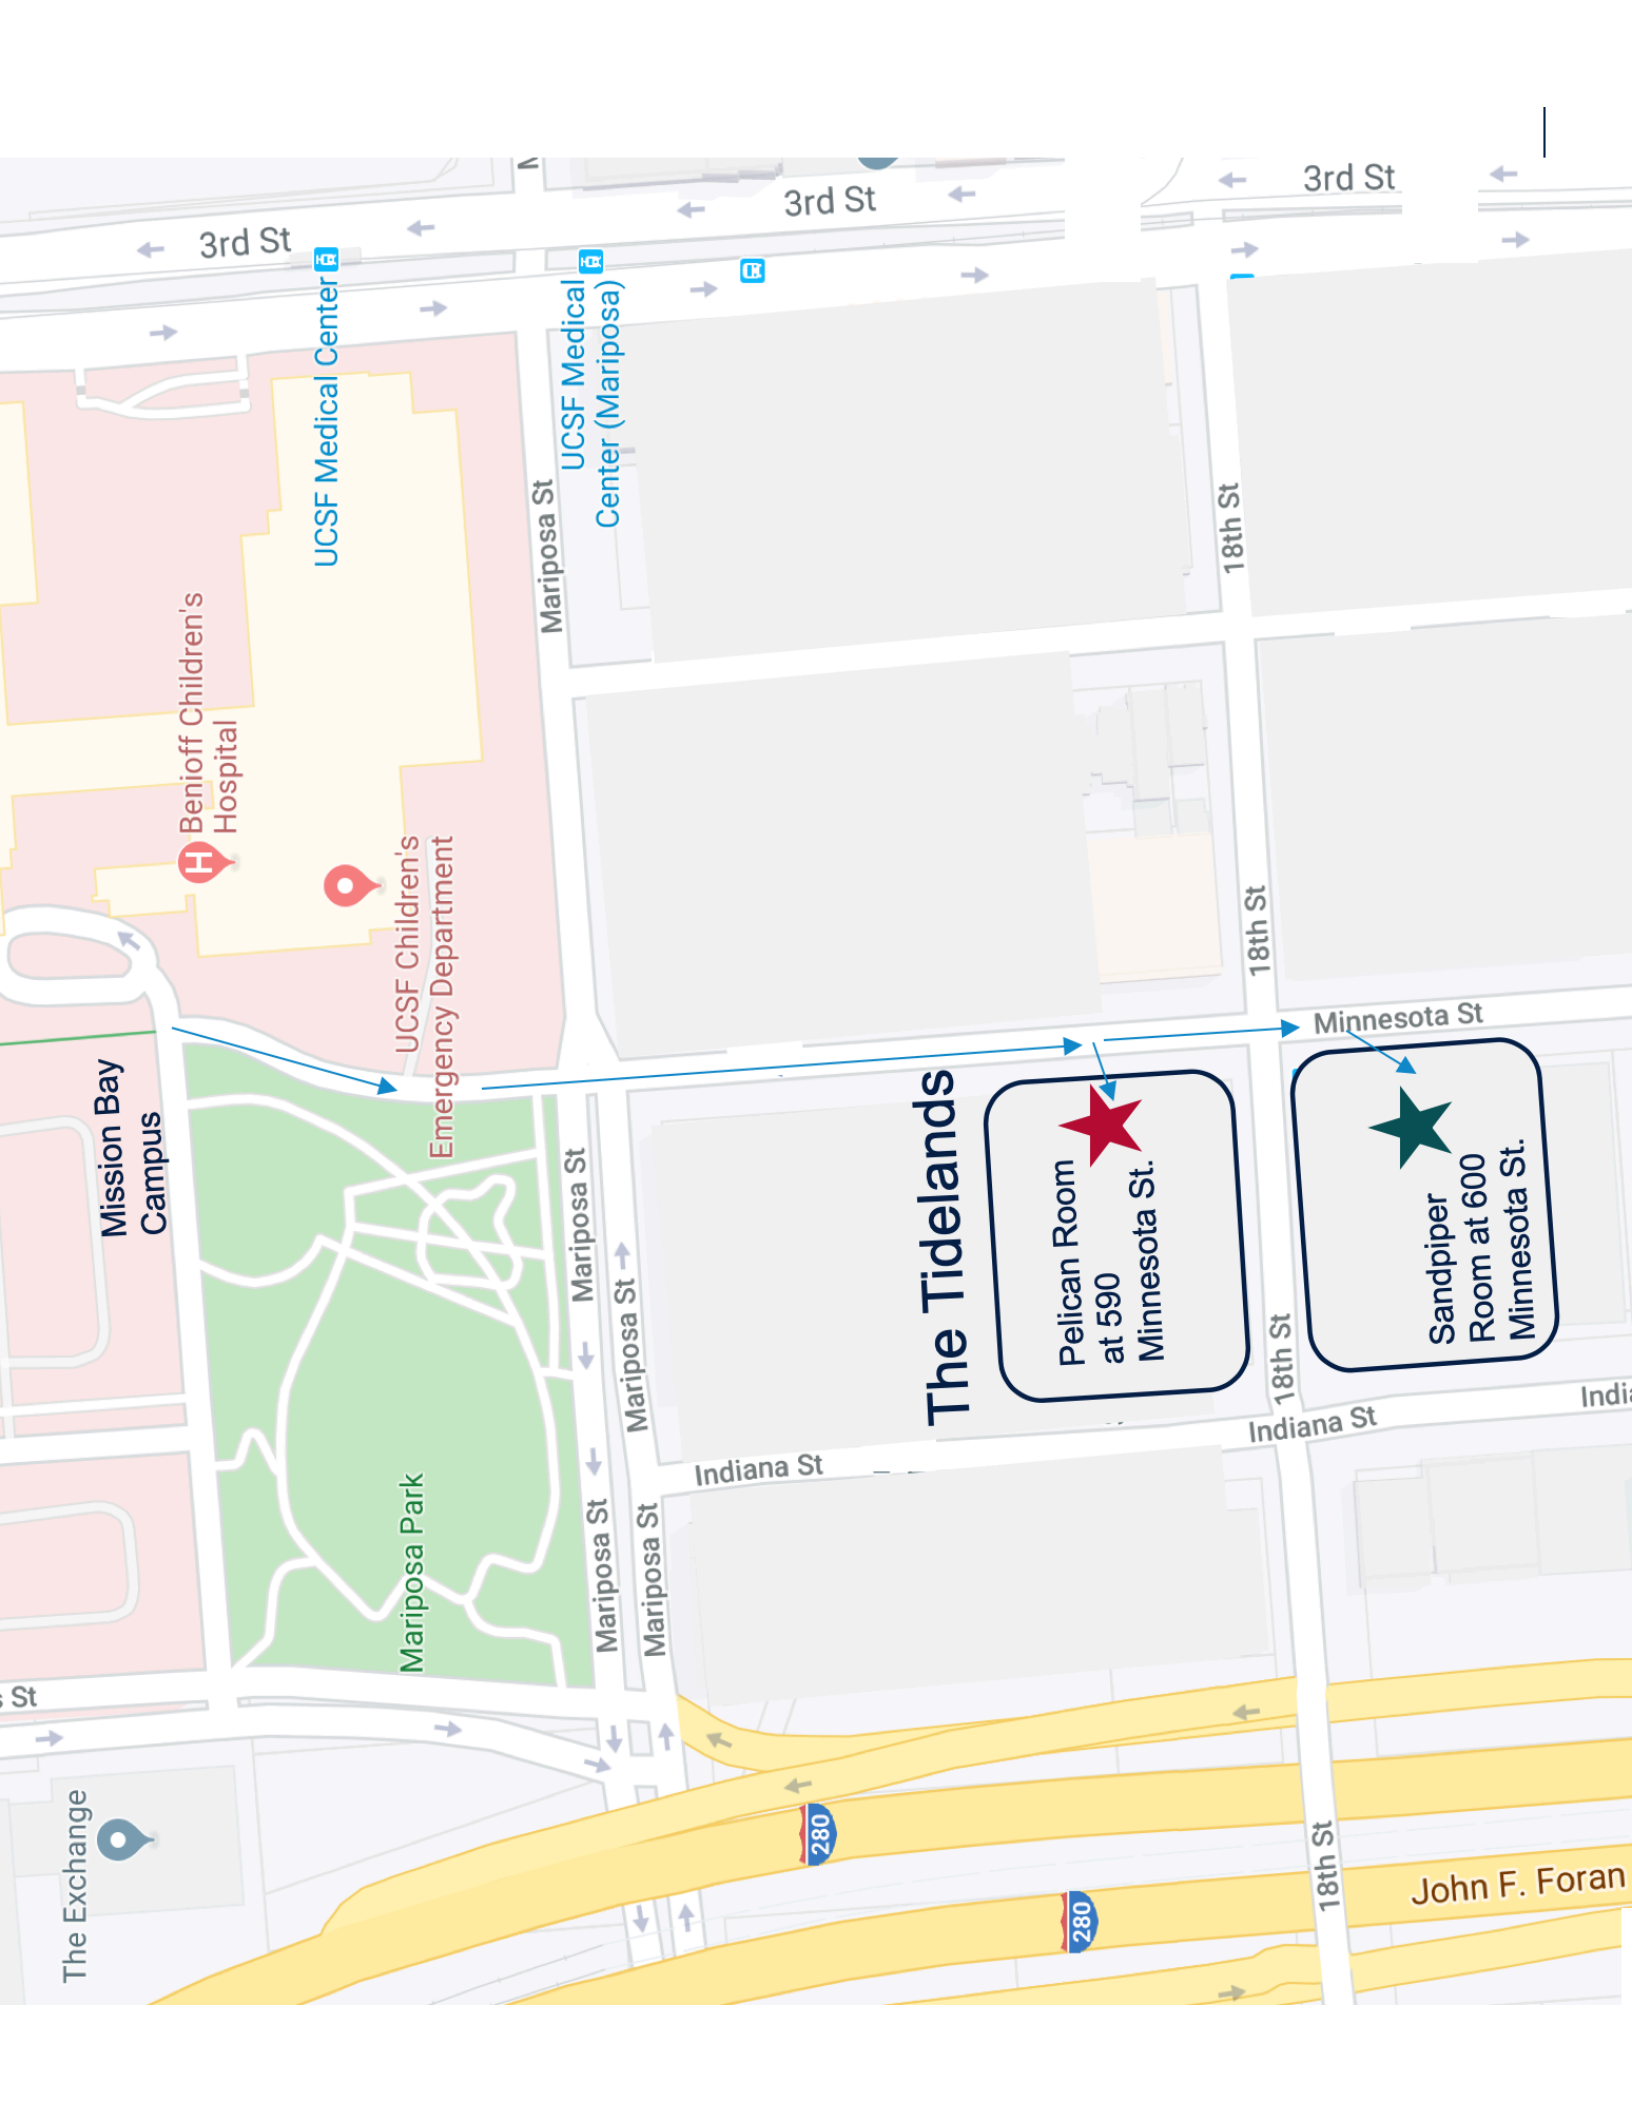 3rd St
3rd St
3rd St
UCSF Medical Center
UCSF Medical
Center (Mariposa)
Mariposa St
18th St
Benioff Children's
Hospital
H
UCSF Children's
Emergency Department
18th St
Minnesota St
Mission Bay
Campus
The Tidelands
Pelican Room
at 590
Minnesota St.
Sandpiper
Room at 600
Minnesota St.
Mariposa St
Mariposa St
18th St
Indiana St
Indiana St
India
Mariposa Park
Mariposa St
Mariposa St
s St
The Exchange
280
280
18th St
John F. Foran